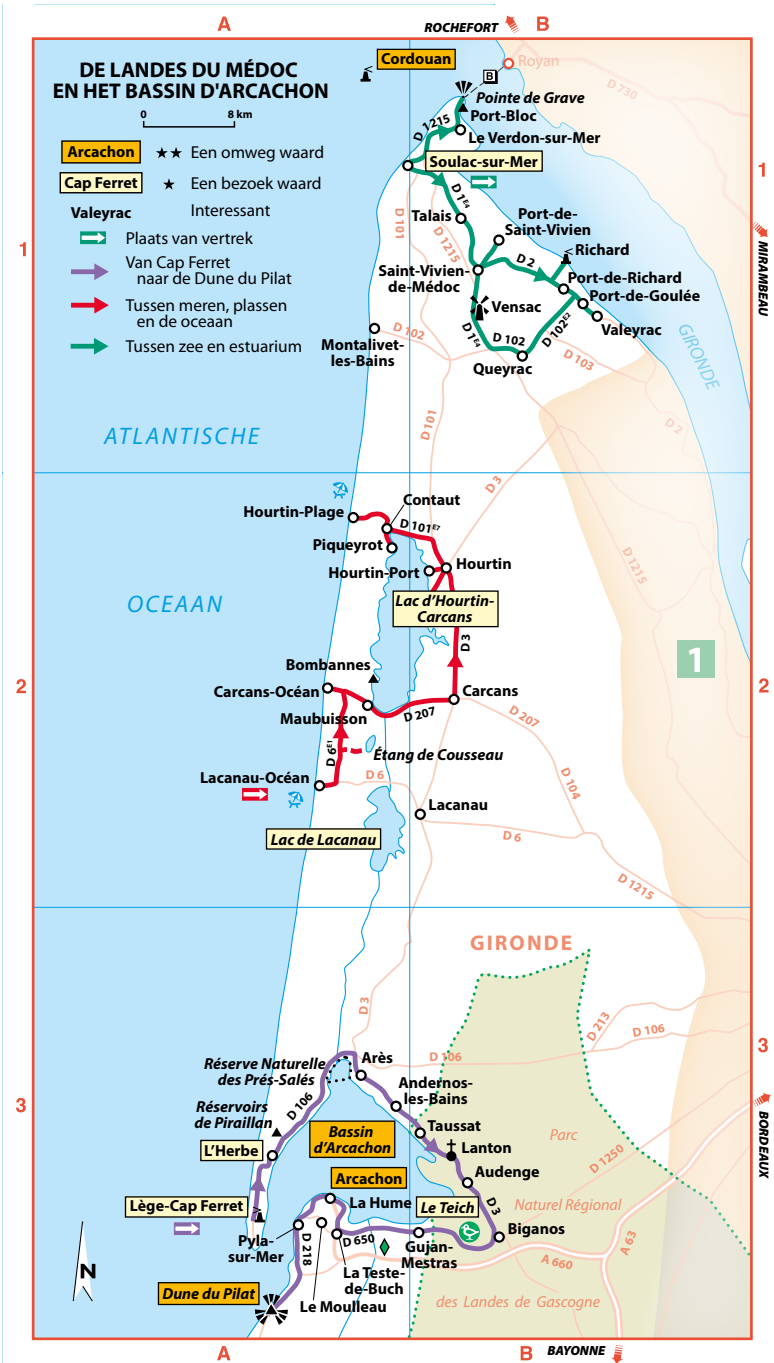 A
ROCHEFORT
B
DE LANDES DU MÉDOC
EN HET BASSIN D'ARCACHON
0 8 km
Arcachon ★★ Een omweg waard
Cap Ferret ★ Een bezoek waard
Valeyrac Interessant
Plaats van vertrek
Van Cap Ferret
naar de Dune du Pilat
Tussen meren, plassen
en de oceaan
Tussen zee en estuarium
Cordouan
B
Royan
D 730
Pointe de Grave
Port-Bloc
D 1215
Le Verdon-sur-Mer
Soulac-sur-Mer
1
1
D 1E4
D 101
D 1215
Talais
Port-de-
Saint-Vivien
D 2
Richard
MIRAMBEAU
Saint-Vivien-
de-Médoc
Port-de-Richard
Port-de-Goulée
Vensac
Valeyrac
GIRONDE
D 102
D 1E4
D 102
D 102E2
Montalivet-
les-Bains
Queyrac
D 103
D 101
D 2
ATLANTISCHE
D 3
Contaut
Hourtin-Plage
D 101E7
Piqueyrot
Hourtin-Port
Hourtin
D 1215
OCEAAN
Lac d'Hourtin-
Carcans
D 3
1
Bombannes
2
2
Carcans-Océan
Carcans
Maubuisson
D 207
D 207
D 6E1
Étang de Cousseau
Lacanau-Océan
D 6
D 104
Lacanau
D 6
Lac de Lacanau
D 1215
GIRONDE
D 3
D 213
D 106
3
3
Réserve Naturelle
des Prés-Salés
Arès
D 106
Andernos-
les-Bains
D 106
Réservoirs
de Piraillan
Taussat
Bassin
d'Arcachon
Parc
BORDEAUX
L'Herbe
Lanton
D 1250
Arcachon
Audenge
Lège-Cap Ferret
La Hume
Le Teich
D 3
Naturel Régional
Pyla-
sur-Mer
D 218
D 650
Gujan-
Mestras
Biganos
A 63
N
La Teste-
de-Buch
A 660
Dune du Pilat
Le Moulleau
des Landes de Gascogne
A
BAYONNE
B